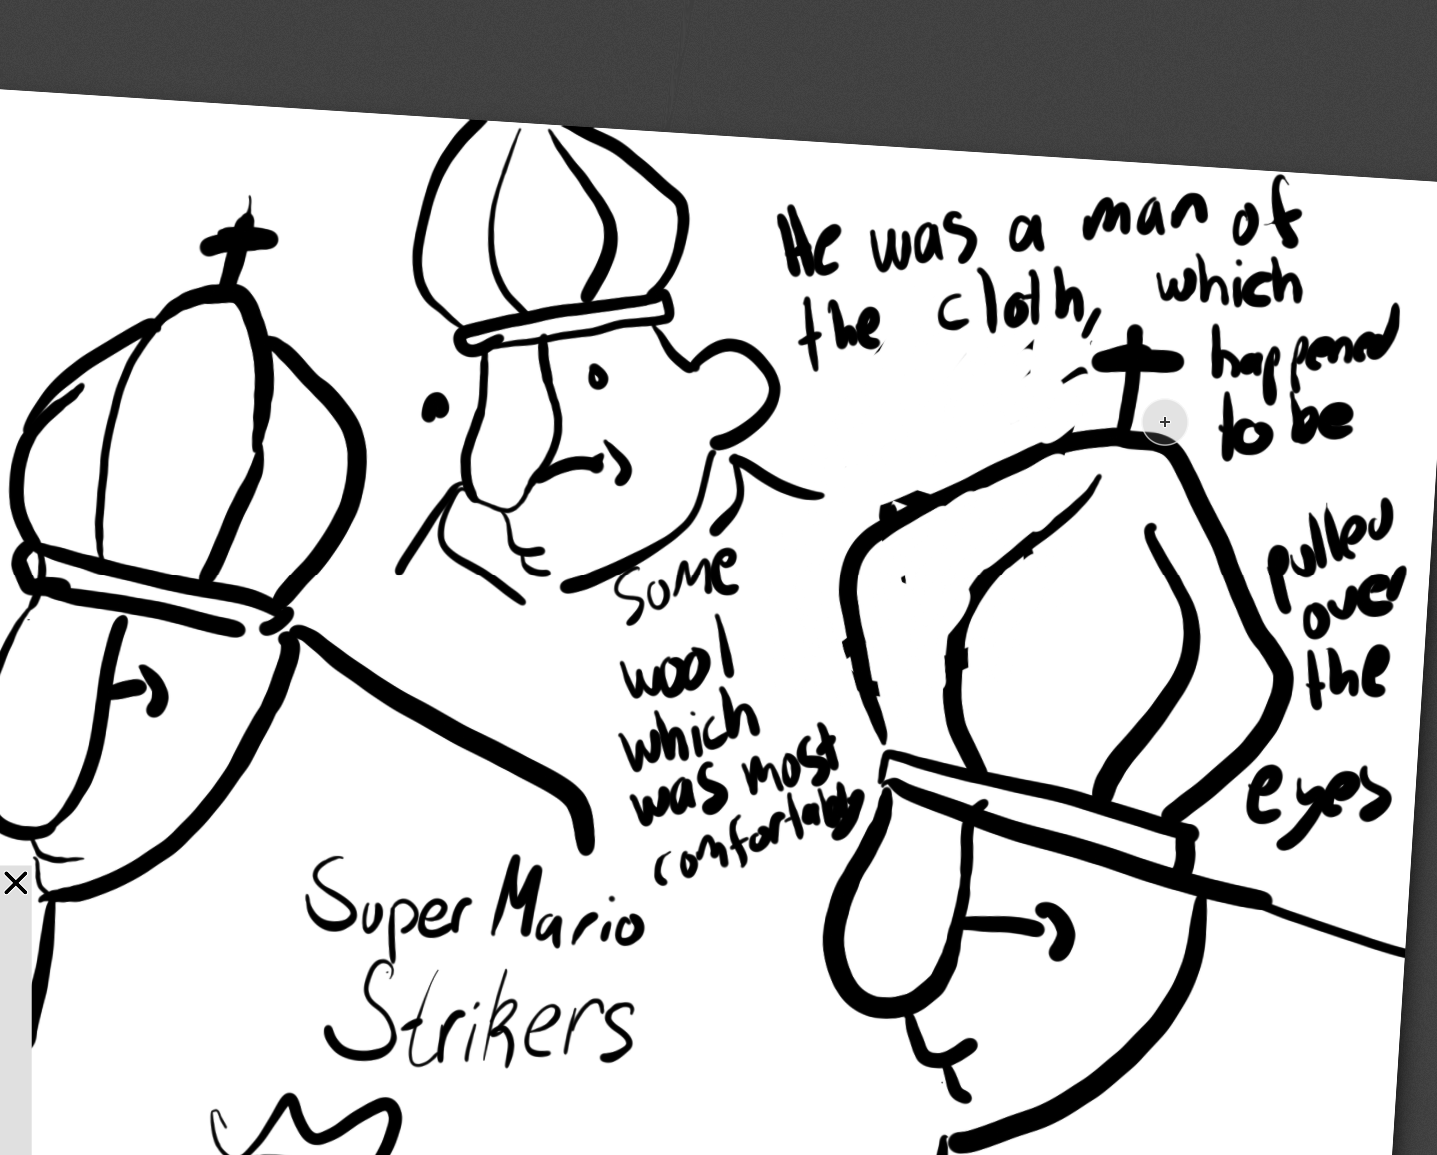 He was a man of
the cloth, which
happened
to be
pulled
over
the
eyes
some
wool
which
was most
comfortably
Super Mario
Strikers